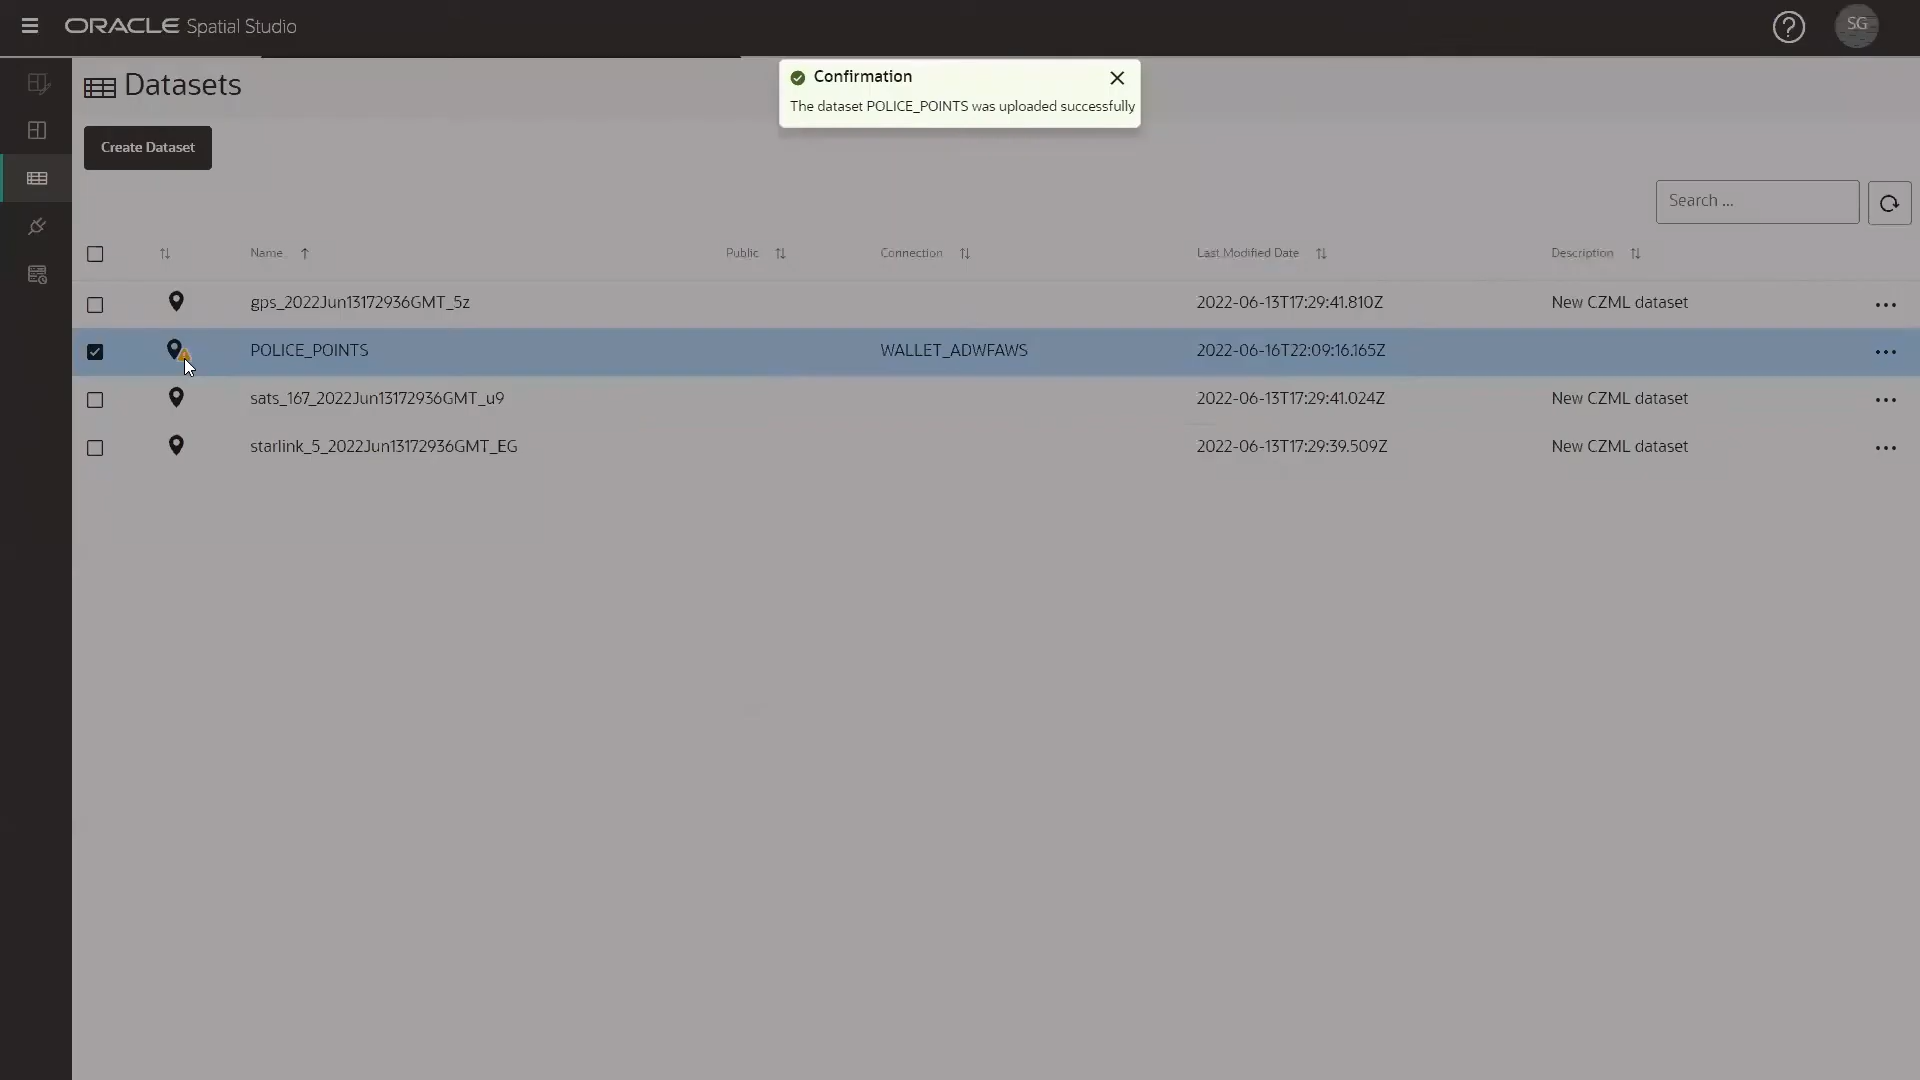 ORACLE Spatial Studio
SG
Datasets
Confirmation
The dataset POLICE_POINTS was uploaded successfully
Create Dataset
Search ...
Name Public Connection Last Modified Date Description
gps_2022Jun13172936GMT_5z 2022-06-13T17:29:41.810Z New CZML dataset
POLICE_POINTS WALLET_ADWFAWS 2022-06-16T22:09:16.165Z
sats_167_2022Jun13172936GMT_u9 2022-06-13T17:29:41.024Z New CZML dataset
starlink_5_2022Jun13172936GMT_EG 2022-06-13T17:29:39.509Z New CZML dataset